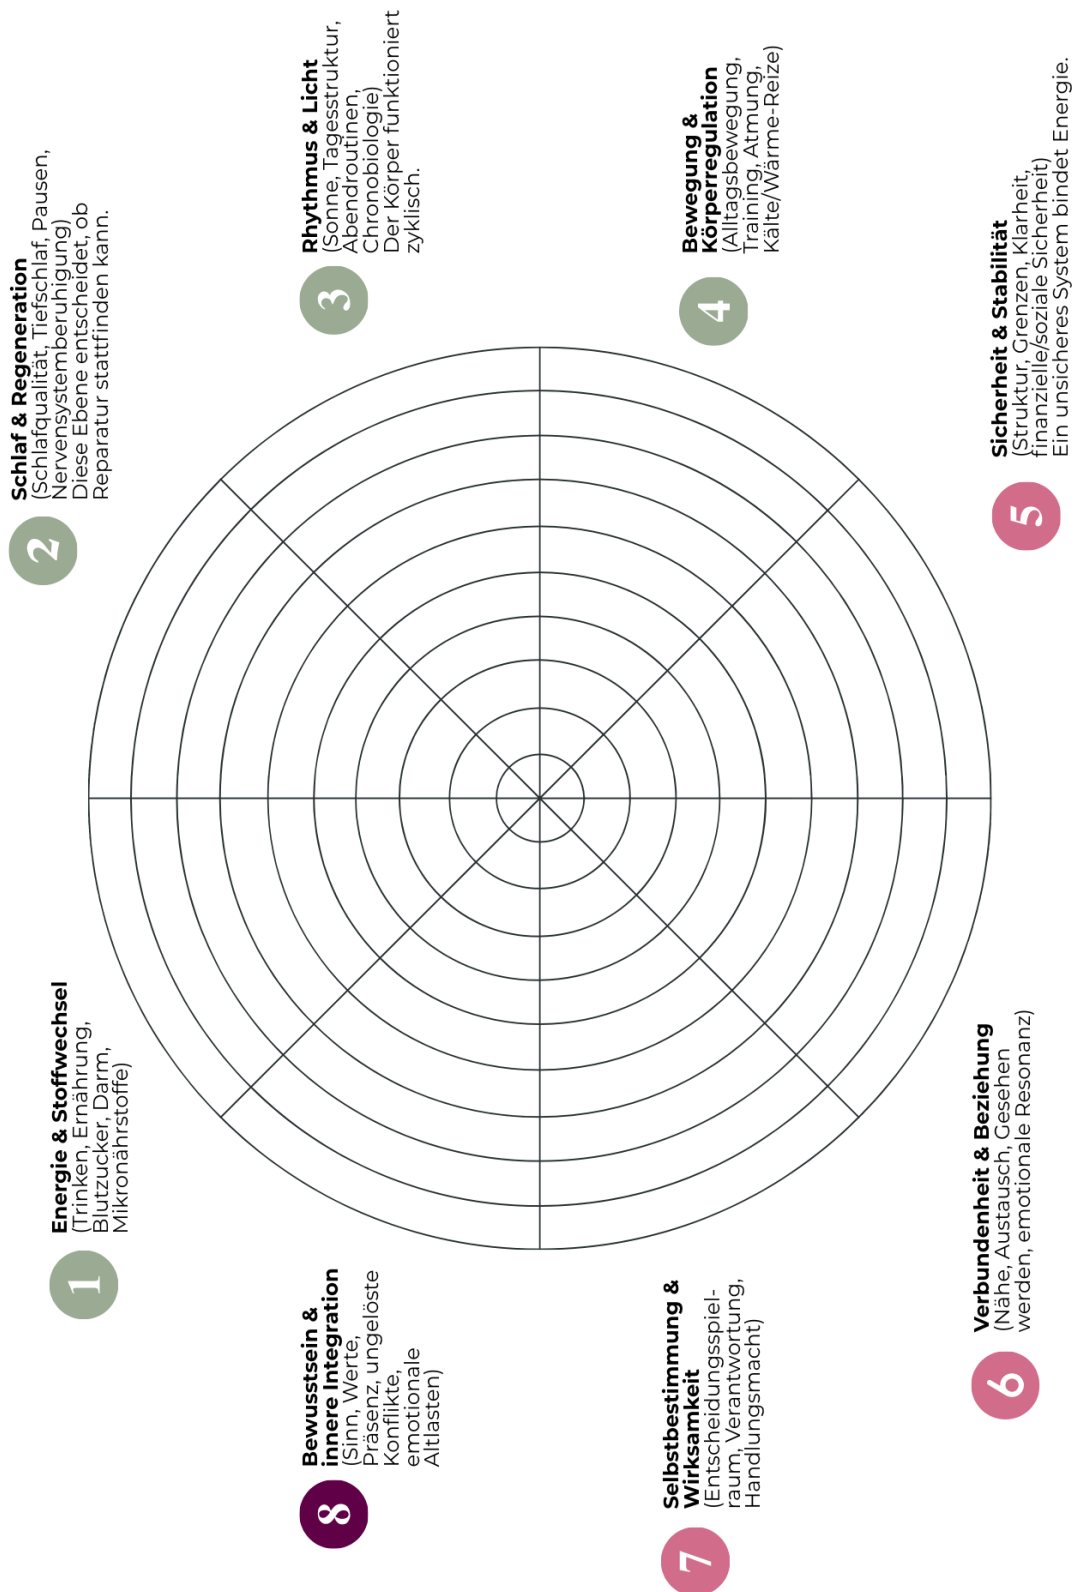 1
Energie & Stoffwechsel
(Trinken, Ernährung,
Blutzucker, Darm,
Mikronährstoffe)
2
Schlaf & Regeneration
(Schlafqualität, Tiefschlaf, Pausen,
Nervensystemberuhigung)
Diese Ebene entscheidet, ob
Reparatur stattfinden kann.
3
Rhythmus & Licht
(Sonne, Tagesstruktur,
Abendroutinen,
Chronobiologie)
Der Körper funktioniert
zyklisch.
4
Bewegung &
Körperregulation
(Alltagsbewegung,
Training, Atmung,
Kälte/Wärme-Reize)
5
Sicherheit & Stabilität
(Struktur, Grenzen, Klarheit,
finanzielle/soziale Sicherheit)
Ein unsicheres System bindet Energie.
6
Verbundenheit & Beziehung
(Nähe, Austausch, Gesehen
werden, emotionale Resonanz)
7
Selbstbestimmung &
Wirksamkeit
(Entscheidungsspiel-
raum, Verantwortung,
Handlungsmacht)
8
Bewusstsein &
innere Integration
(Sinn, Werte,
Präsenz, ungelöste
Konflikte,
emotionale
Altlasten)